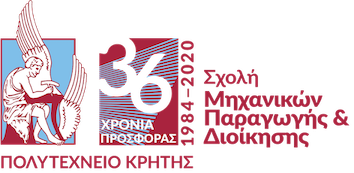 36
ΧΡΟΝΙΑ
ΠΡΟΣΦΟΡΑΣ
1984–2020
ΠΟΛΥΤΕΧΝΕΙΟ ΚΡΗΤΗΣ
Σχολή
Μηχανικών
Παραγωγής &
Διοίκησης